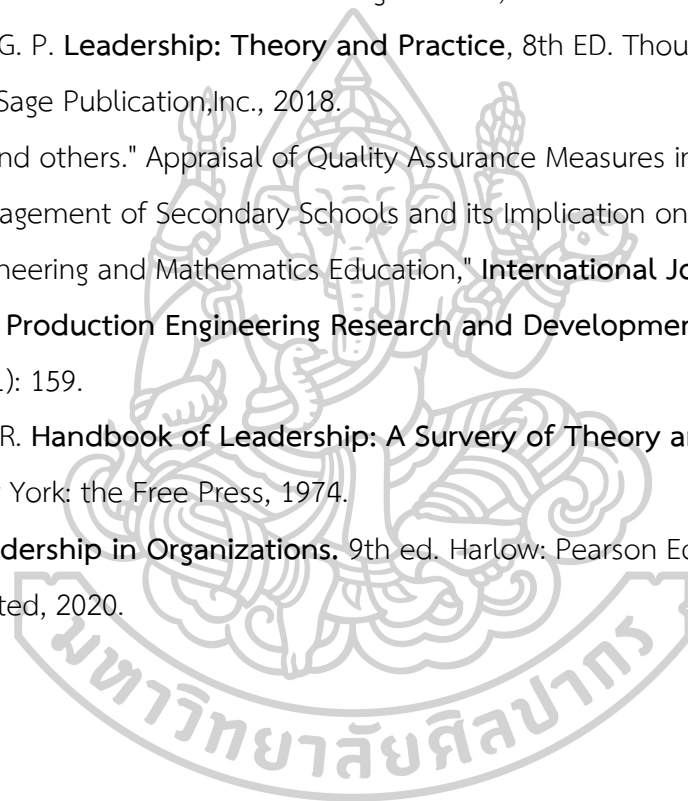 G. P. Leadership: Theory and Practice, 8th ED. Thou
Sage Publication,Inc., 2018.
nd others." Appraisal of Quality Assurance Measures in
agement of Secondary Schools and its Implication on
neering and Mathematics Education," International Jo
Production Engineering Research and Developmen
): 159.
R. Handbook of Leadership: A Survey of Theory a
York: the Free Press, 1974.
dership in Organizations. 9th ed. Harlow: Pearson Ed
ted, 2020.
มหาวิทยาลัยศิลปากร